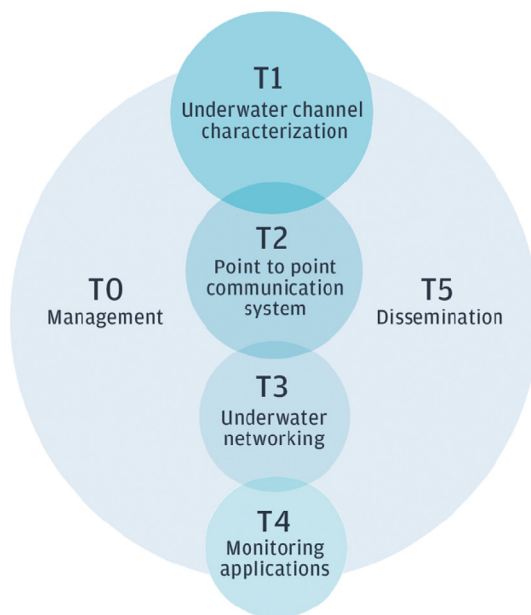 T1
Underwater channel
characterization
T2
Point to point
communication
system
T0
Management
T5
Dissemination
T3
Underwater
networking
T4
Monitoring
applications